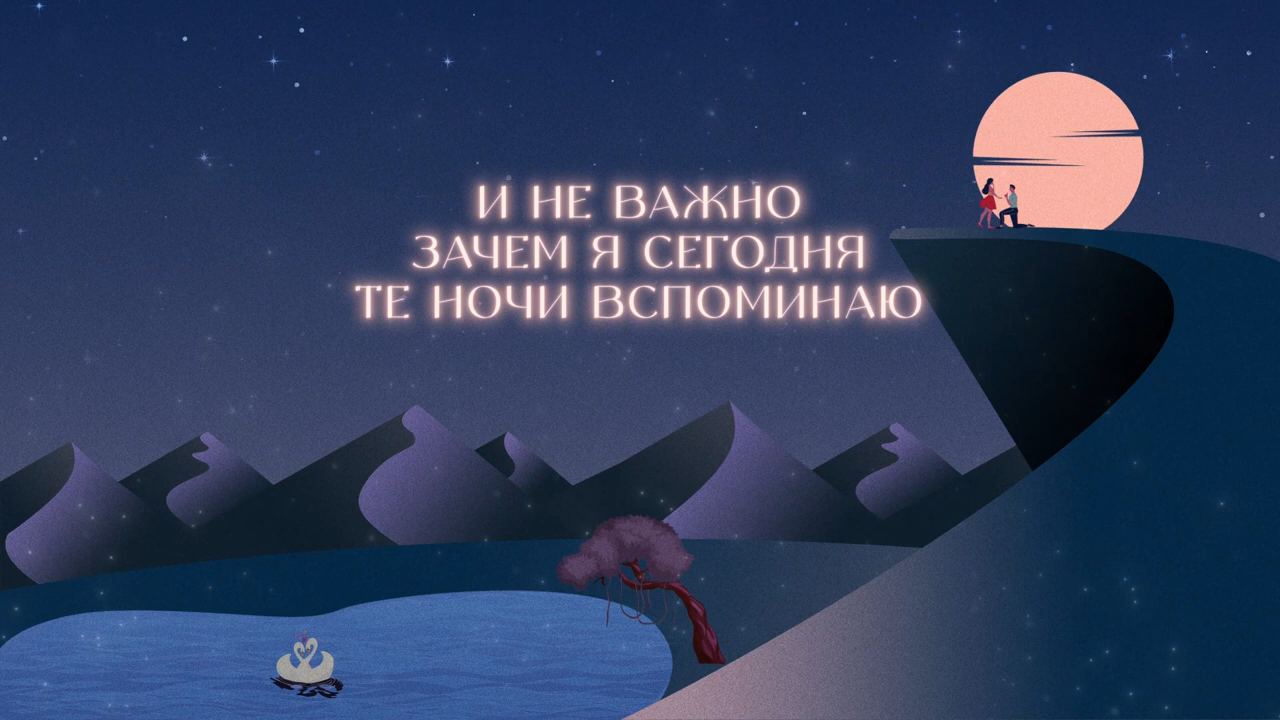 И НЕ ВАЖНО
ЗАЧЕМ Я СЕГОДНЯ
ТЕ НОЧИ ВСПОМИНАЮ